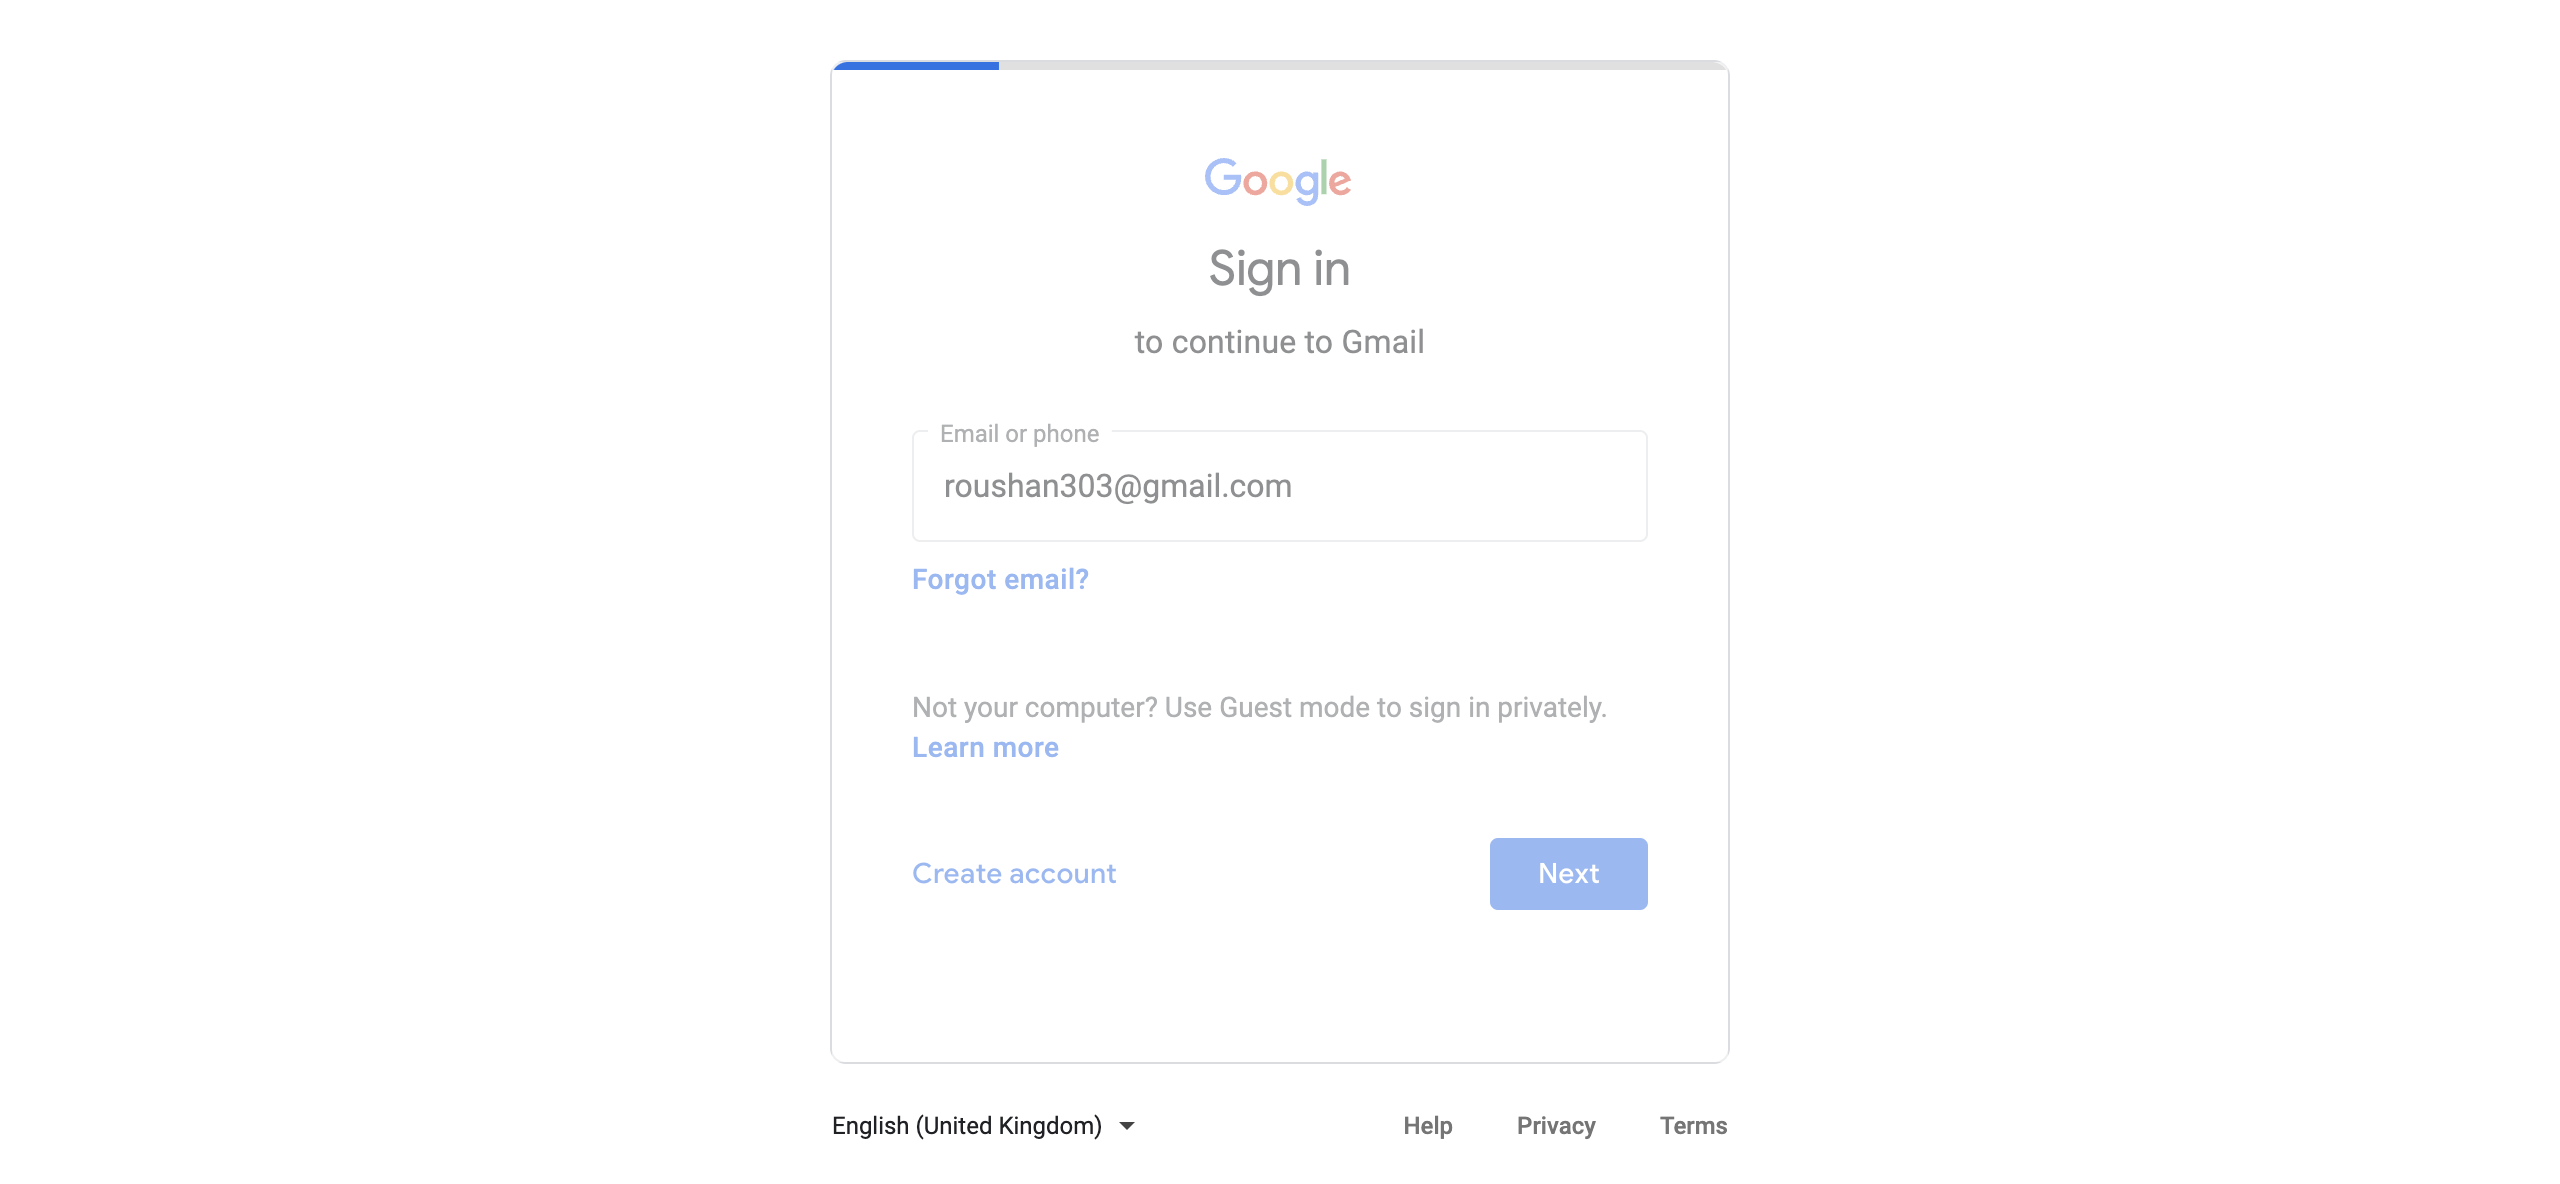 Google
Sign in
to continue to Gmail
Email or phone
roushan303@gmail.com
Forgot email?
Not your computer? Use Guest mode to sign in privately.
Learn more
Create account
Next
English (United Kingdom)
Help
Privacy
Terms